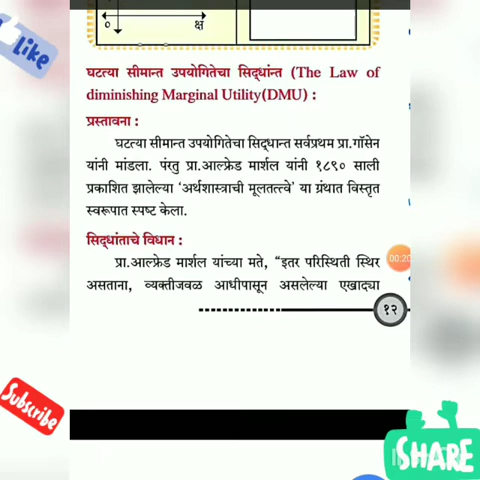 ० क्ष
घटत्या सीमान्त उपयोगितेचा सिद्धांन्त (The Law of
diminishing Marginal Utility(DMU) :
प्रस्तावना :
घटत्या सीमान्त उपयोगितेचा सिद्धान्त सर्वप्रथम प्रा.गॉसेन
यांनी मांडला. पंरतु प्रा.आल्फ्रेड मार्शल यांनी १८९० साली
प्रकाशित झालेल्या ‘अर्थशास्त्राची मूलतत्त्वे’ या ग्रंथात विस्तृत
स्वरूपात स्पष्ट केला.
सिद्धांताचे विधान :
प्रा.आल्फ्रेड मार्शल यांच्या मते, “इतर परिस्थिती स्थिर
असताना, व्यक्तीजवळ आधीपासून असलेल्या एखाद्या
१२
00:20
Like
Subscribe
SHARE